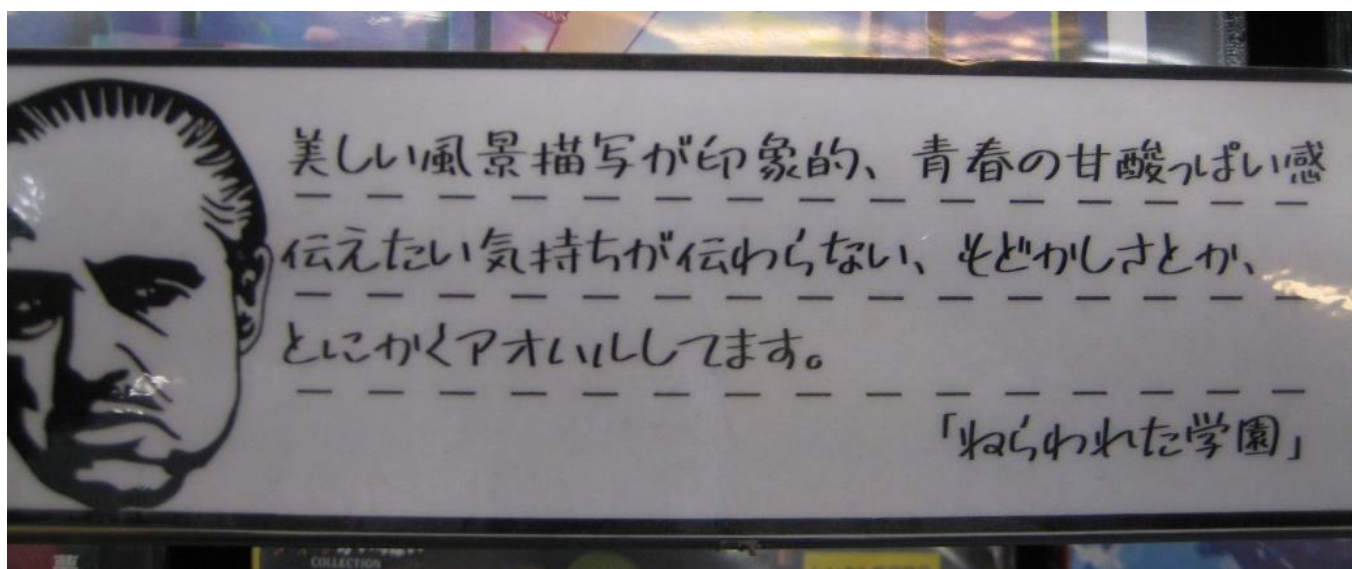 美しい風景描写が印象的、青春の甘酸っぱい感
伝えたい気持ちが伝わらない、もどかしさとか、
とにかくアオハルしてます。
「ねらわれた学園」
COLLECTION